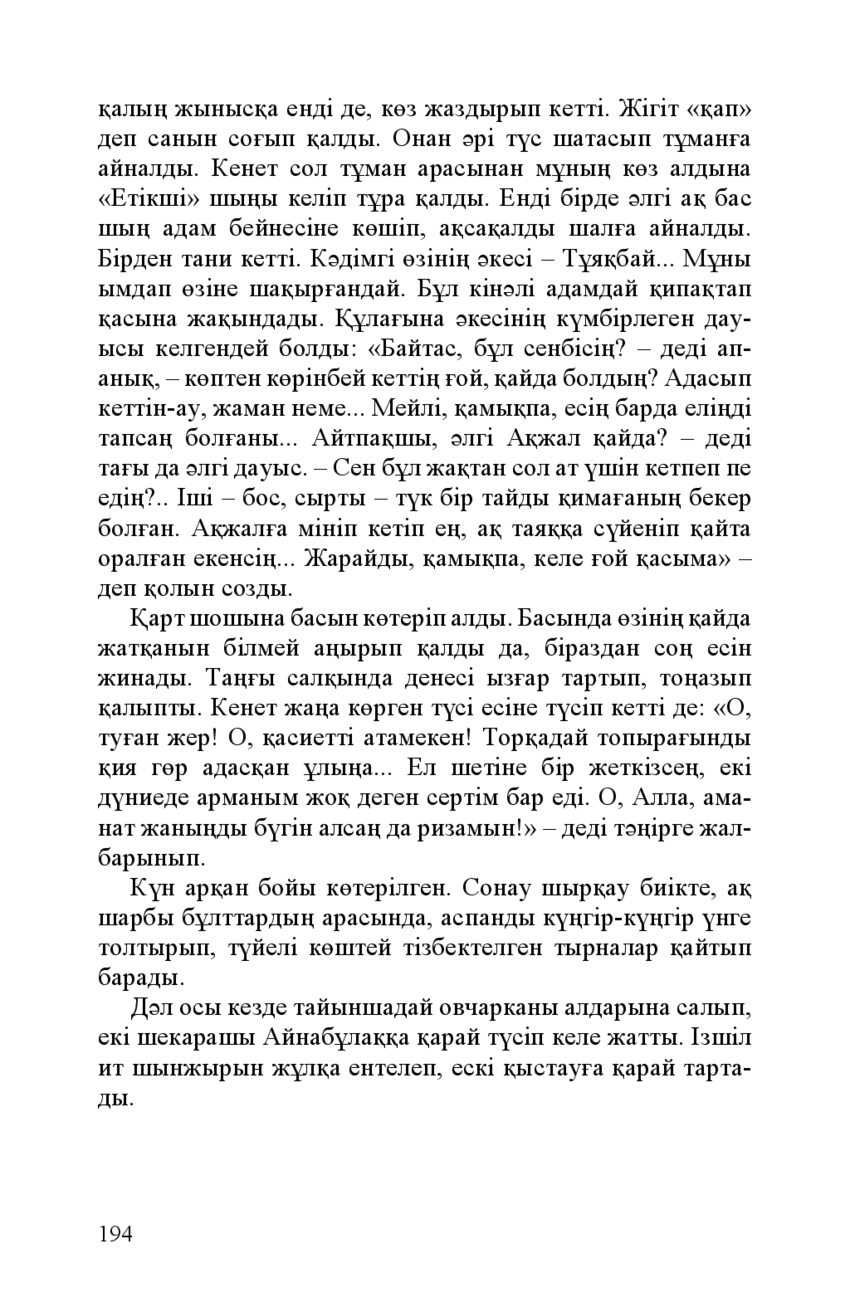 қалың жынысқа енді де, көз жаздырып кетті. Жігіт «қап»
деп санын соғып қалды. Онан әрі түс шатасып тұманға
айналды. Кенет сол тұман арасынан мұның көз алдына
«Етікші» шыңы келіп тұра қалды. Енді бірде әлгі ақ бас
шың адам бейнесіне көшіп, ақсақалды шалға айналды.
Бірден тани кетті. Кәдімгі өзінің әкесі – Тұяқбай... Мұны
ымдап өзіне шақырғандай. Бұл кінәлі адамдай қипақтап
қасына жақындады. Құлағына әкесінің күмбірлеген дау-
ысы келгендей болды: «Байтас, бұл сенбісің? – деді ап-
анық, – көптен көрінбей кеттің ғой, қайда болдың? Адасып
кеттін-ау, жаман неме... Мейлі, қамықпа, есің барда еліңді
тапсаң болғаны... Айтпақшы, әлгі Ақжал қайда? – деді
тағы да әлгі дауыс. – Сен бұл жақтан сол ат үшін кетпеп пе
едің?.. Іші – бос, сырты – түк бір тайды қимағаның бекер
болған. Ақжалға мініп кетіп ең, ақ таяққа сүйеніп қайта
оралған екенсің... Жарайды, қамықпа, келе ғой қасыма» –
деп қолын созды.
Қарт шошына басын көтеріп алды. Басында өзінің қайда
жатқанын білмей аңырып қалды да, біраздан соң есін
жинады. Таңғы салқында денесі ызғар тартып, тоңазып
қалыпты. Кенет жаңа көрген түсі есіне түсіп кетті де: «О,
туған жер! О, қасиетті атамекен! Торқадай топырағынды
қия гөр адасқан ұлыңа... Ел шетіне бір жеткізсең, екі
дүниеде арманым жоқ деген сертім бар еді. О, Алла, ама-
нат жаныңды бүгін алсаң да ризамын!» – деді тәңірге жал-
барынып.
Күн арқан бойы көтерілген. Сонау шырқау биікте, ақ
шарбы бұлттардың арасында, аспанды күңгір-күңгір үнге
толтырып, түйелі көштей тізбектелген тырналар қайтып
барады.
Дәл осы кезде тайыншадай овчарканы алдарына салып,
екі шекарашы Айнабұлаққа қарай түсіп келе жатты. Ізшіл
ит шынжырын жұлқа ентелеп, ескі қыстауға қарай тарта-
ды.
194